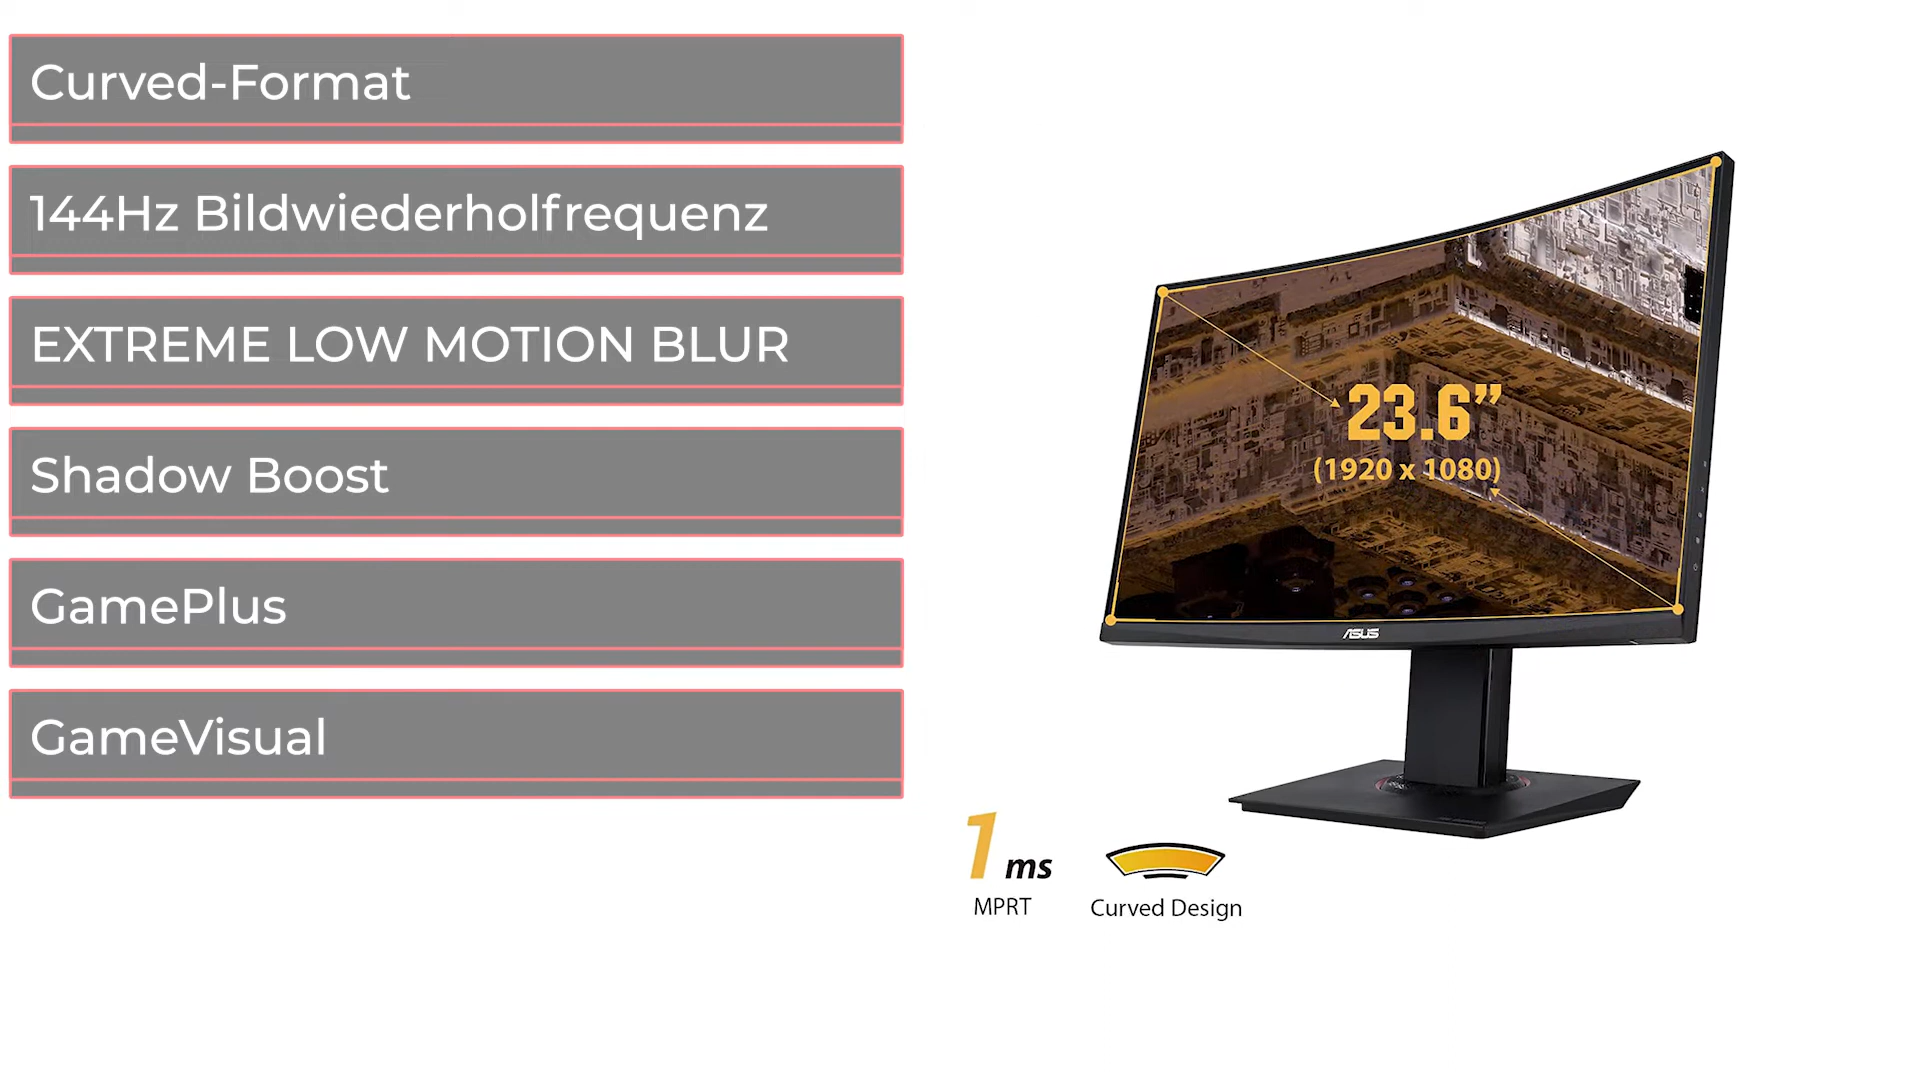 Curved-Format
144Hz Bildwiederholfrequenz
EXTREME LOW MOTION BLUR
Shadow Boost
GamePlus
GameVisual
23.6”
(1920 x 1080)
ASUS
1 ms
MPRT
Curved Design